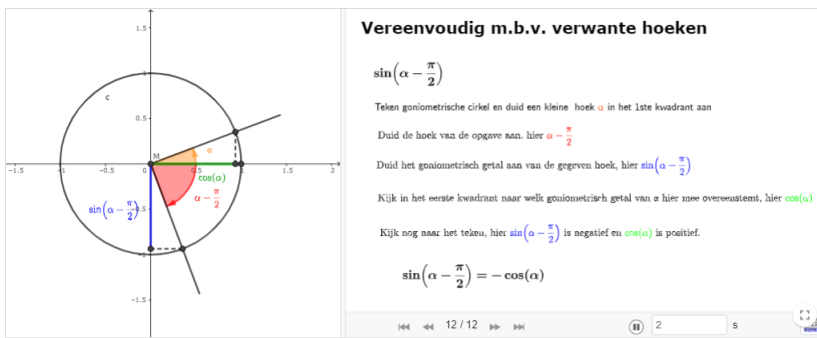 Vereenvoudig m.b.v. verwante hoeken
sin(α − π/2)
Teken goniometrische cirkel en duid een kleine hoek α in het 1ste kwadrant aan
Duid de hoek van de opgave aan. hier α − π/2
Duid het goniometrisch getal aan van de gegeven hoek, hier sin(α − π/2)
Kijk in het eerste kwadrant naar welk goniometrisch getal van α hier mee overeenstemt, hier cos(α)
Kijk nog naar het teken, hier sin(α − π/2) is negatief en cos(α) is positief.
sin(α − π/2) = − cos(α)
12 / 12
2 s
1.5
1
c
0.5
M
α
−1.5 −1 −0.5 0 0.5 1 1.5 2
cos(α)
α − π/2
sin(α − π/2)
−0.5
−1
−1.5